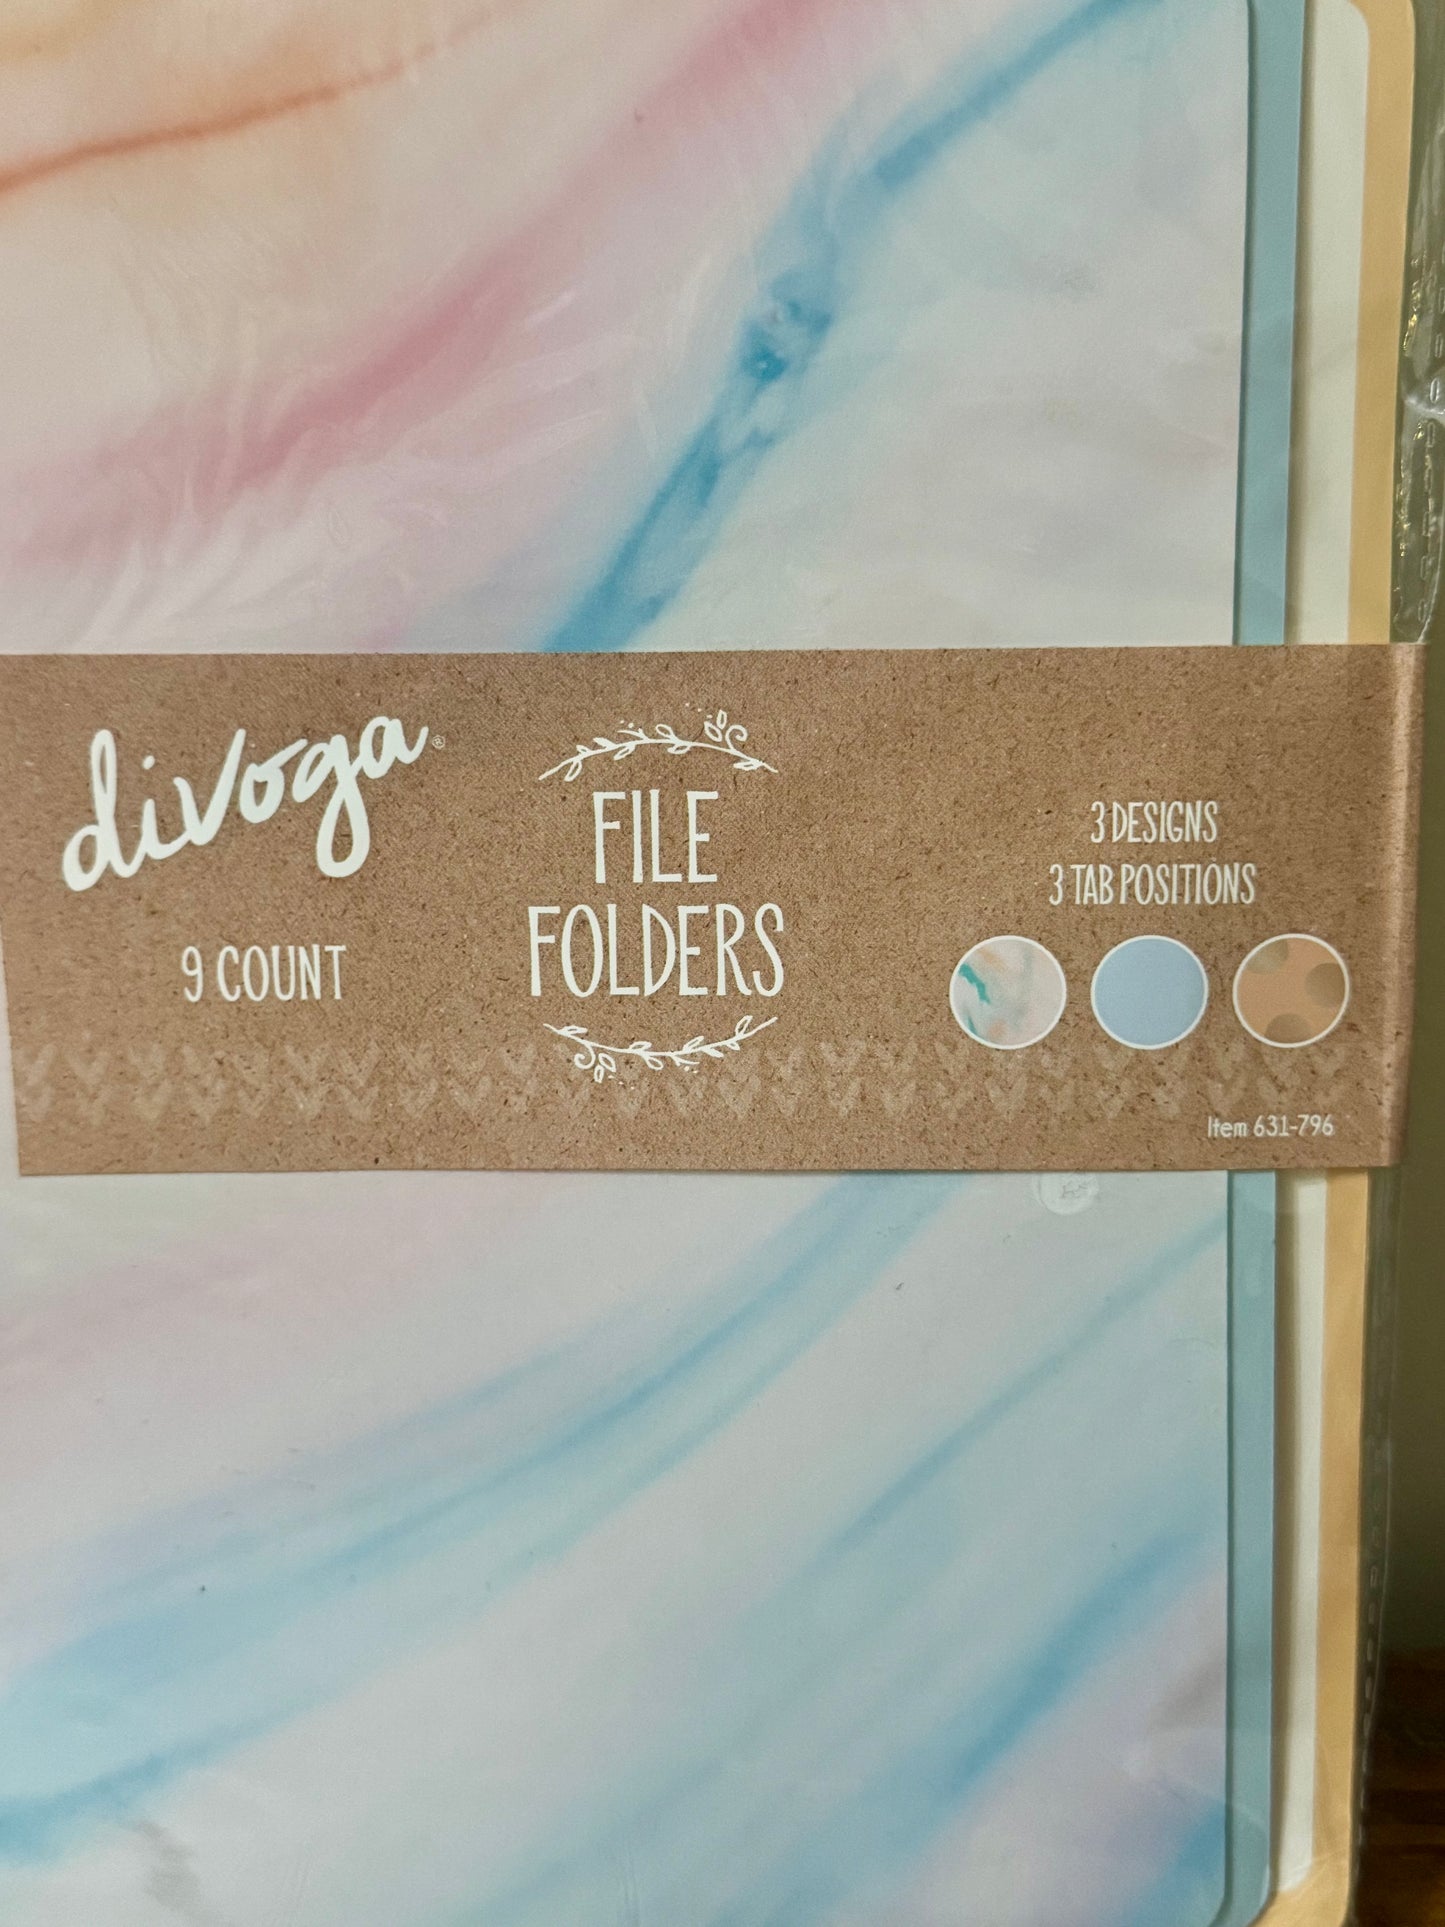 divoga®
9 COUNT
FILE
FOLDERS
3 DESIGNS
3 TAB POSITIONS
Item 631-796